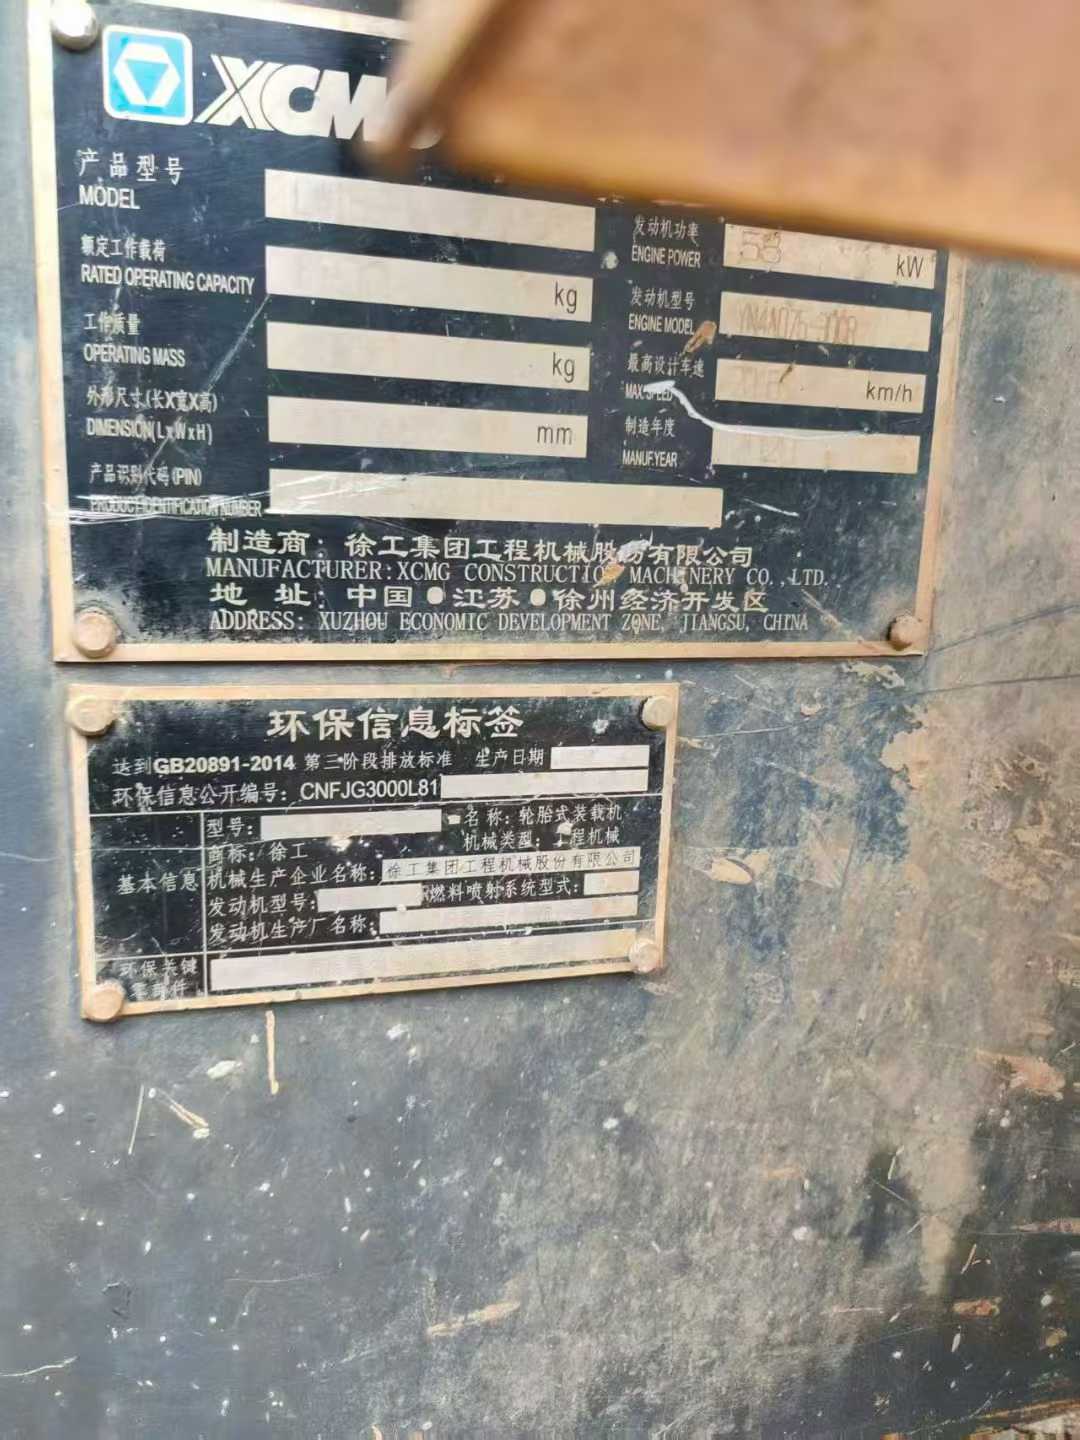 XCM
产品型号
MODEL
额定工作载荷
RATED OPERATING CAPACITY
kg
工作质量
OPERATING MASS
kg
外形尺寸(长X宽X高)
DIMENSION(LxWxH)
mm
产品识别代码(PIN)
PRODUCT IDENTIFICATION NUMBER
发动机功率
ENGINE POWER
58
kW
发动机型号
ENGINE MODEL
最高设计车速
MAX.SPEED
km/h
制造年度
MANUF.YEAR
制造商:徐工集团工程机械股份有限公司
MANUFACTURER:XCMG CONSTRUCTION MACHINERY CO.,LTD.
地 址:中国●江苏●徐州经济开发区
ADDRESS: XUZHOU ECONOMIC DEVELOPMENT ZONE, JIANGSU, CHINA
环保信息标签
达到GB20891-2014 第三阶段排放标准 生产日期
环保信息公开编号: CNFJG3000L81
基本信息
型号: 名称: 轮胎式装载机
商标: 徐工 机械类型: 工程机械
机械生产企业名称: 徐工集团工程机械股份有限公司
发动机型号: 燃料喷射系统型式:
发动机生产厂名称:
环保关键
零部件